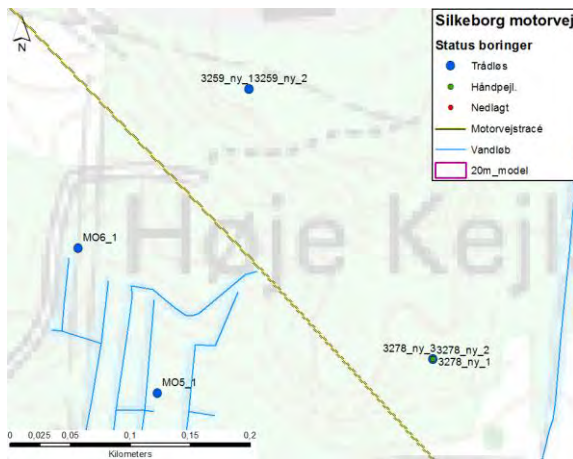 Silkeborg motorvej
Status boringer
Trådløs
Håndpejl.
Nedlagt
Motorvejstracé
Vandløb
20m_model
N
3259_ny_13259_ny_2
MO6_1
Høje Kejl
3278_ny_33278_ny_2
3278_ny_1
MO5_1
0 0,025 0,05 0,1 0,15 0,2
Kilometers